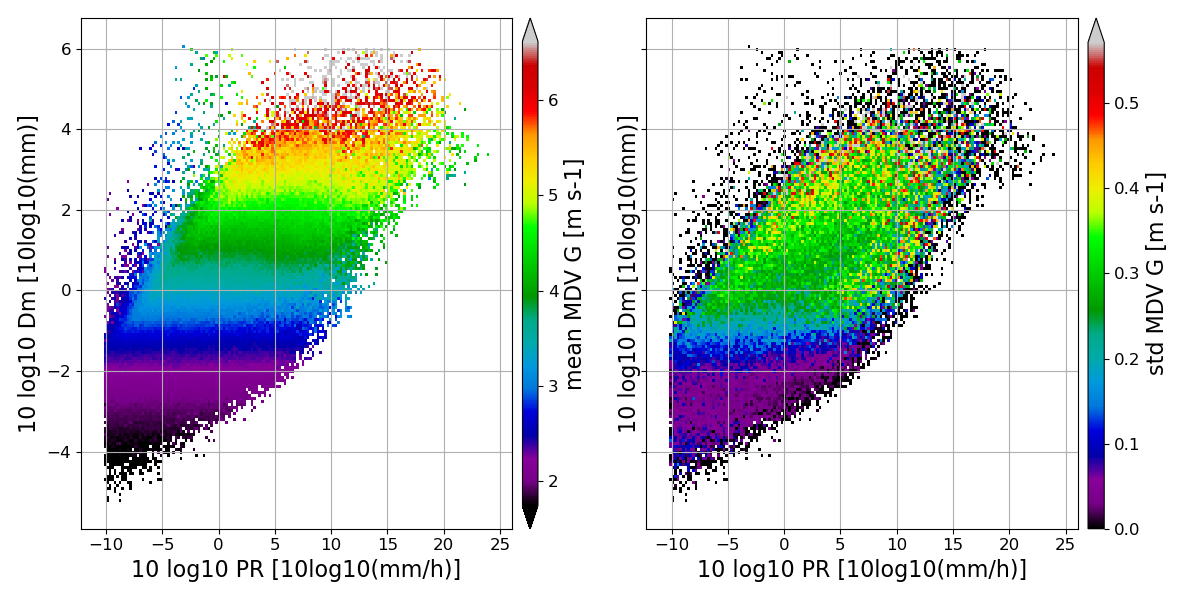 10 log10 Dm [10log10(mm)]
6
4
2
0
−2
−4
−10 −5 0 5 10 15 20 25
10 log10 PR [10log10(mm/h)]
6
5
4
3
2
mean MDV G [m s-1]
10 log10 Dm [10log10(mm)]
−10 −5 0 5 10 15 20 25
10 log10 PR [10log10(mm/h)]
0.5
0.4
0.3
0.2
0.1
0.0
std MDV G [m s-1]